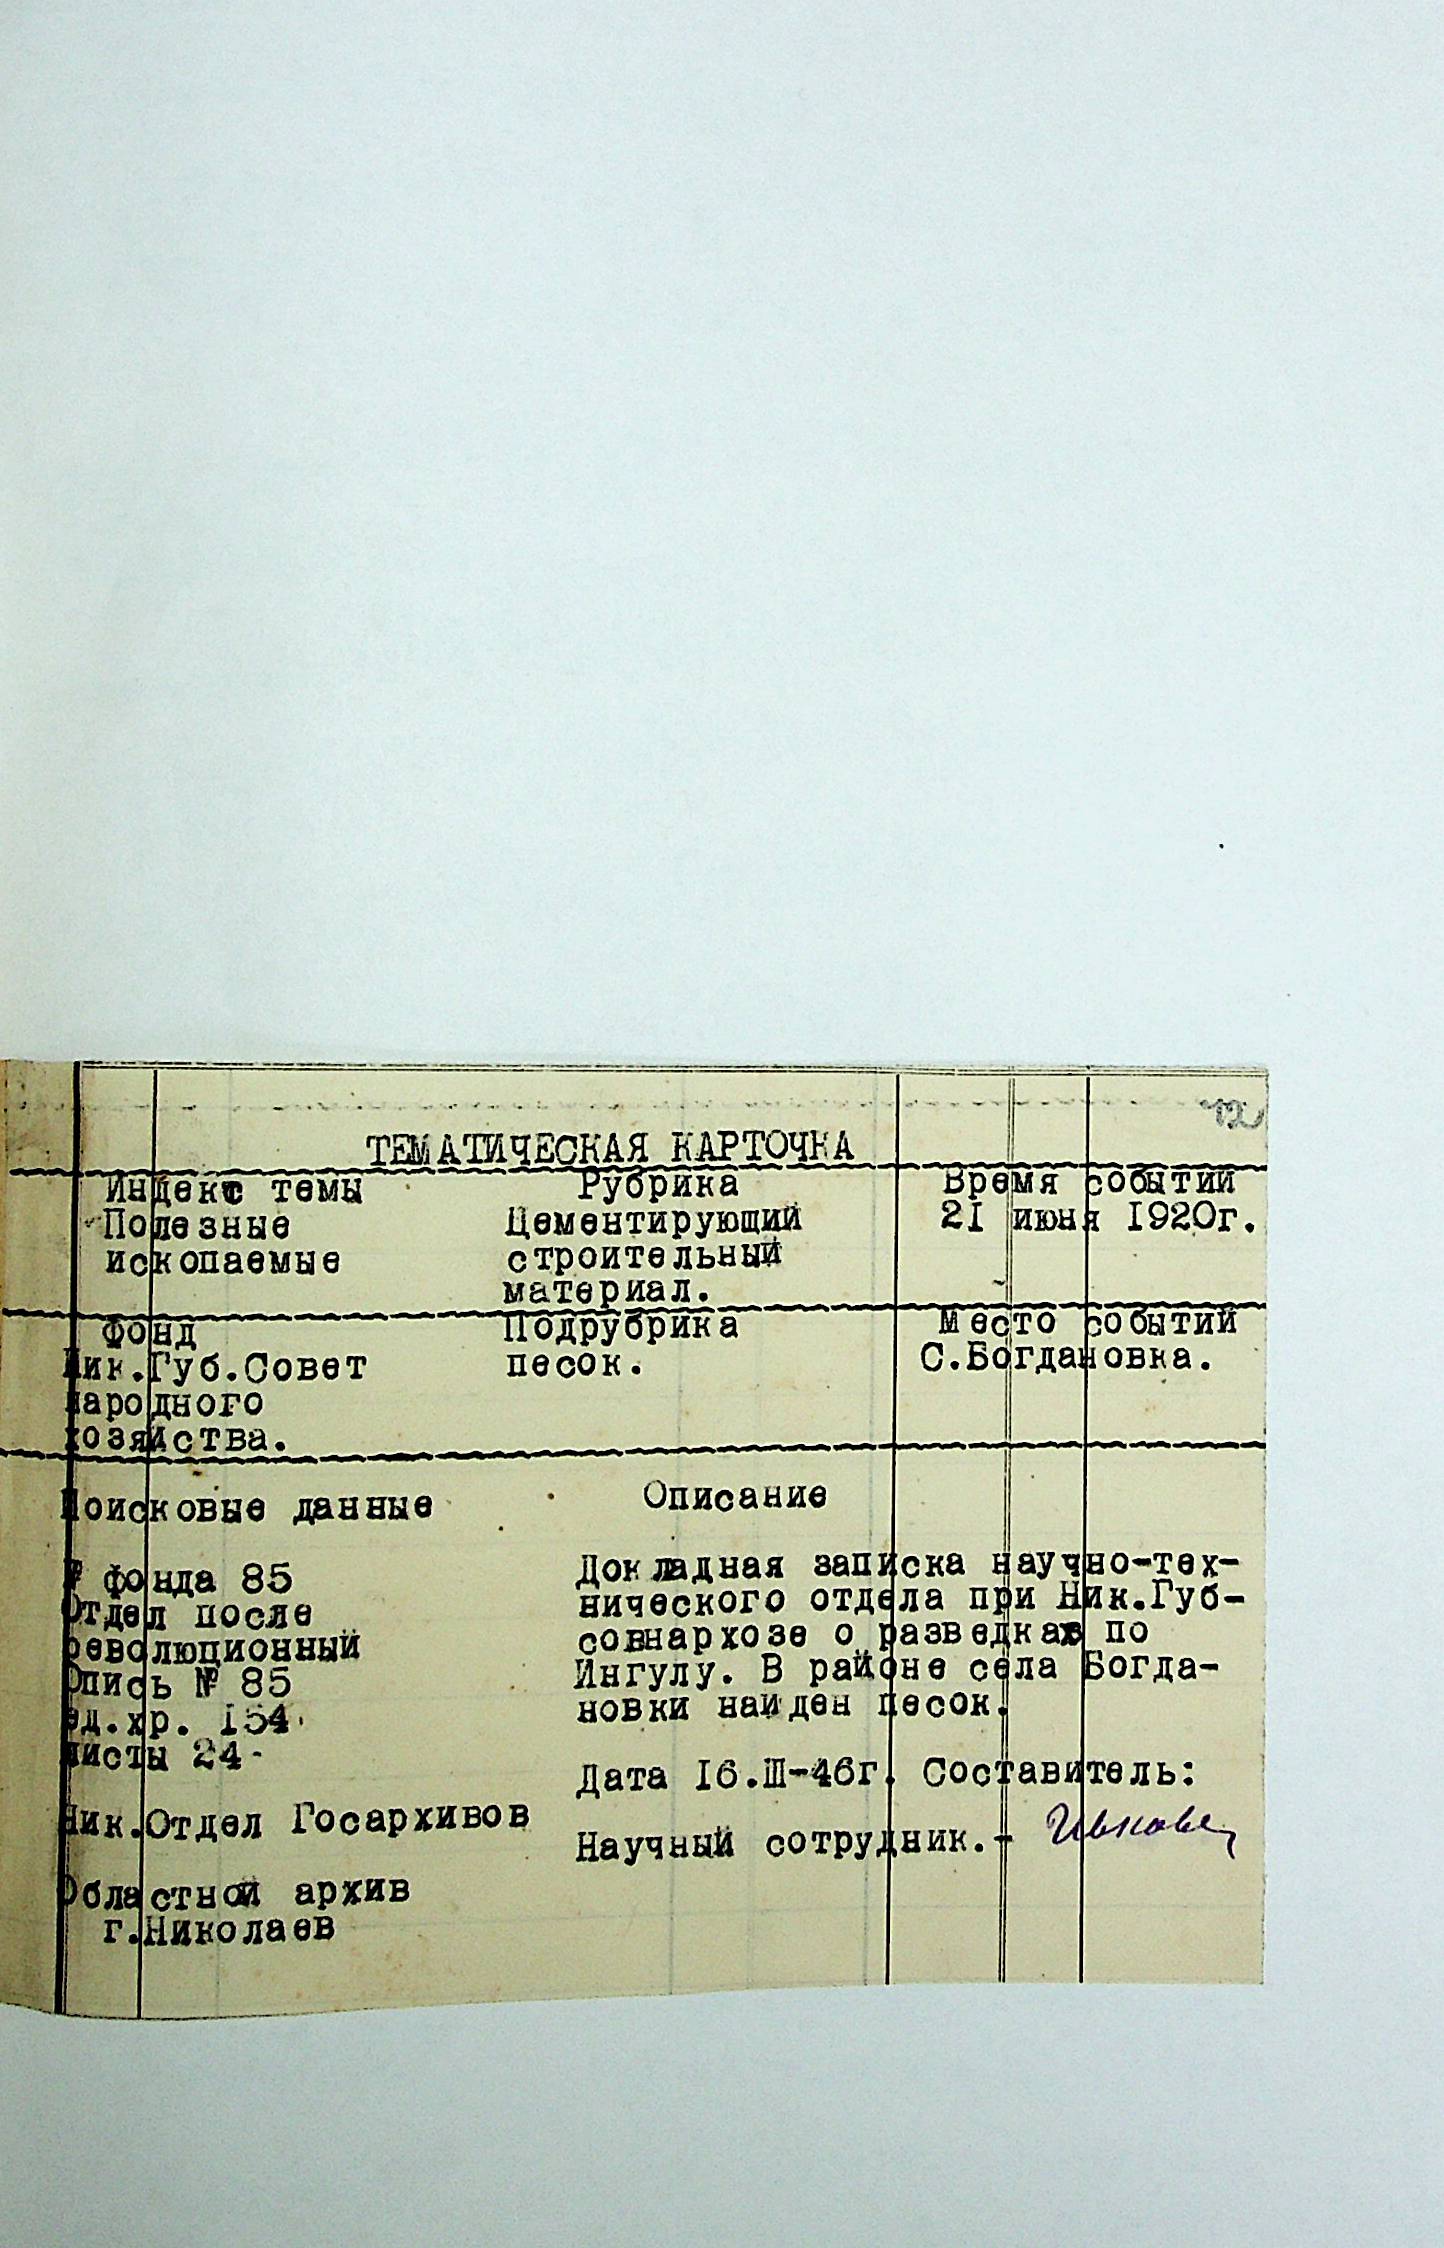 12
ТЕМАТИЧЕСКАЯ КАРТОЧКА
Индекс темы Рубрика Время событий
Полезные Цементирующий 21 июня 1920г.
ископаемые строительный
материал.
Фонд Подрубрика Место событий
Ник.Губ.Совет песок. С.Богдановка.
народного
хозяйства.
Поисковые данные Описание
№ фонда 85 Докладная записка научно-тех-
Отдел после нического отдела при Ник.Губ-
революционный совнархозе о разведках по
Опись № 85 Ингулу. В районе села Богда-
ед.хр. 154 новки найден песок.
листы 24
Дата 16.III-46г. Составитель:
Ник.Отдел Госархивов
Научный сотрудник.-
Областной архив
г.Николаев